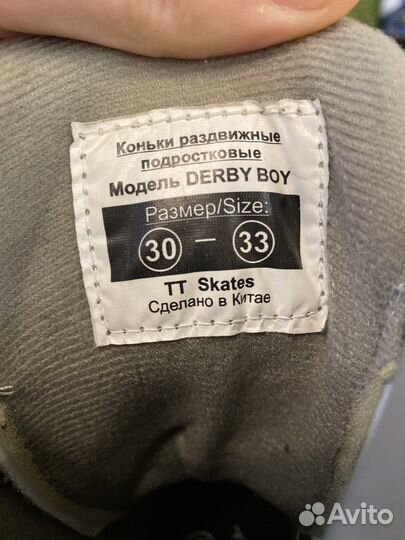 Коньки раздвижные
подростковые
Модель DERBY BOY
Размер/Size:
30 — 33
TT Skates
Сделано в Китае
Avito